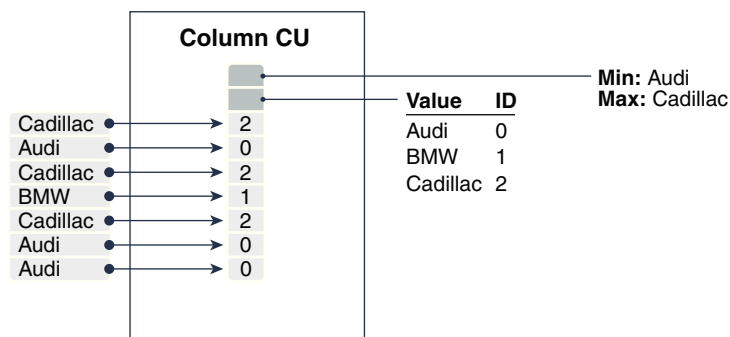 Column CU
Min: Audi
Max: Cadillac
Value ID
Audi 0
BMW 1
Cadillac 2
Cadillac 2
Audi 0
Cadillac 2
BMW 1
Cadillac 2
Audi 0
Audi 0